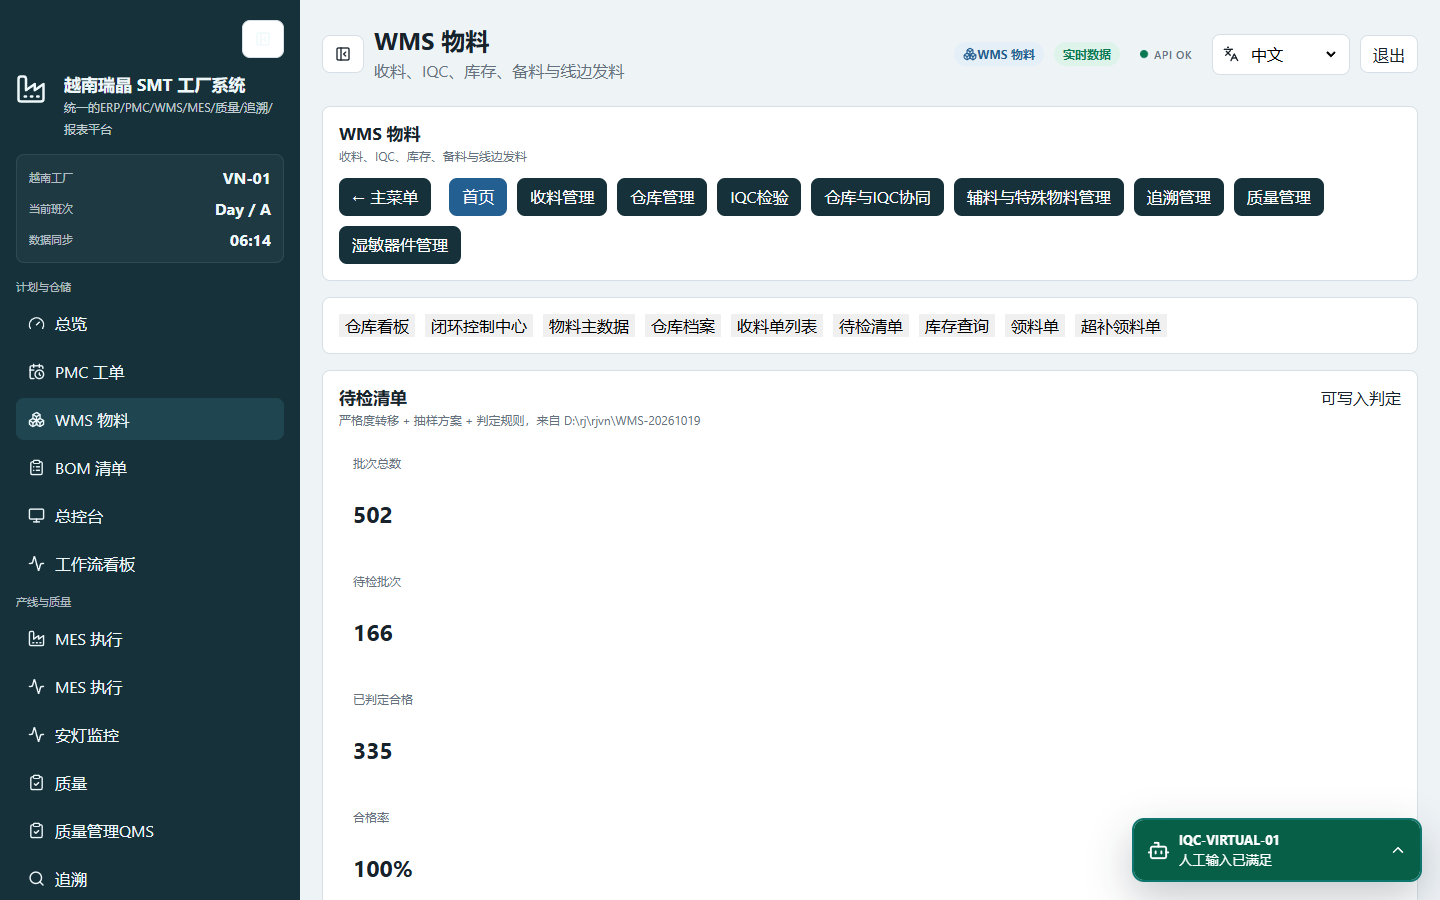 越南瑞晶 SMT 工厂系统
统一的ERP/PMC/WMS/MES/质量/追溯/
报表平台
越南工厂 VN-01
当前班次 Day / A
数据同步 06:14
计划与仓储
总览
PMC 工单
WMS 物料
BOM 清单
总控台
工作流看板
产线与质量
MES 执行
MES 执行
安灯监控
质量
质量管理QMS
追溯
WMS 物料
收料、IQC、库存、备料与线边发料
WMS 物料 实时数据 API OK 中文 退出
WMS 物料
收料、IQC、库存、备料与线边发料
← 主菜单 首页 收料管理 仓库管理 IQC检验 仓库与IQC协同 辅料与特殊物料管理 追溯管理 质量管理
湿敏器件管理
仓库看板 闭环控制中心 物料主数据 仓库档案 收料单列表 待检清单 库存查询 领料单 超补领料单
待检清单 可写入判定
严格度转移 + 抽样方案 + 判定规则，来自 D:\rj\rjvn\WMS-20261019
批次总数
502
待检批次
166
已判定合格
335
合格率
100%
IQC-VIRTUAL-01
人工输入已满足